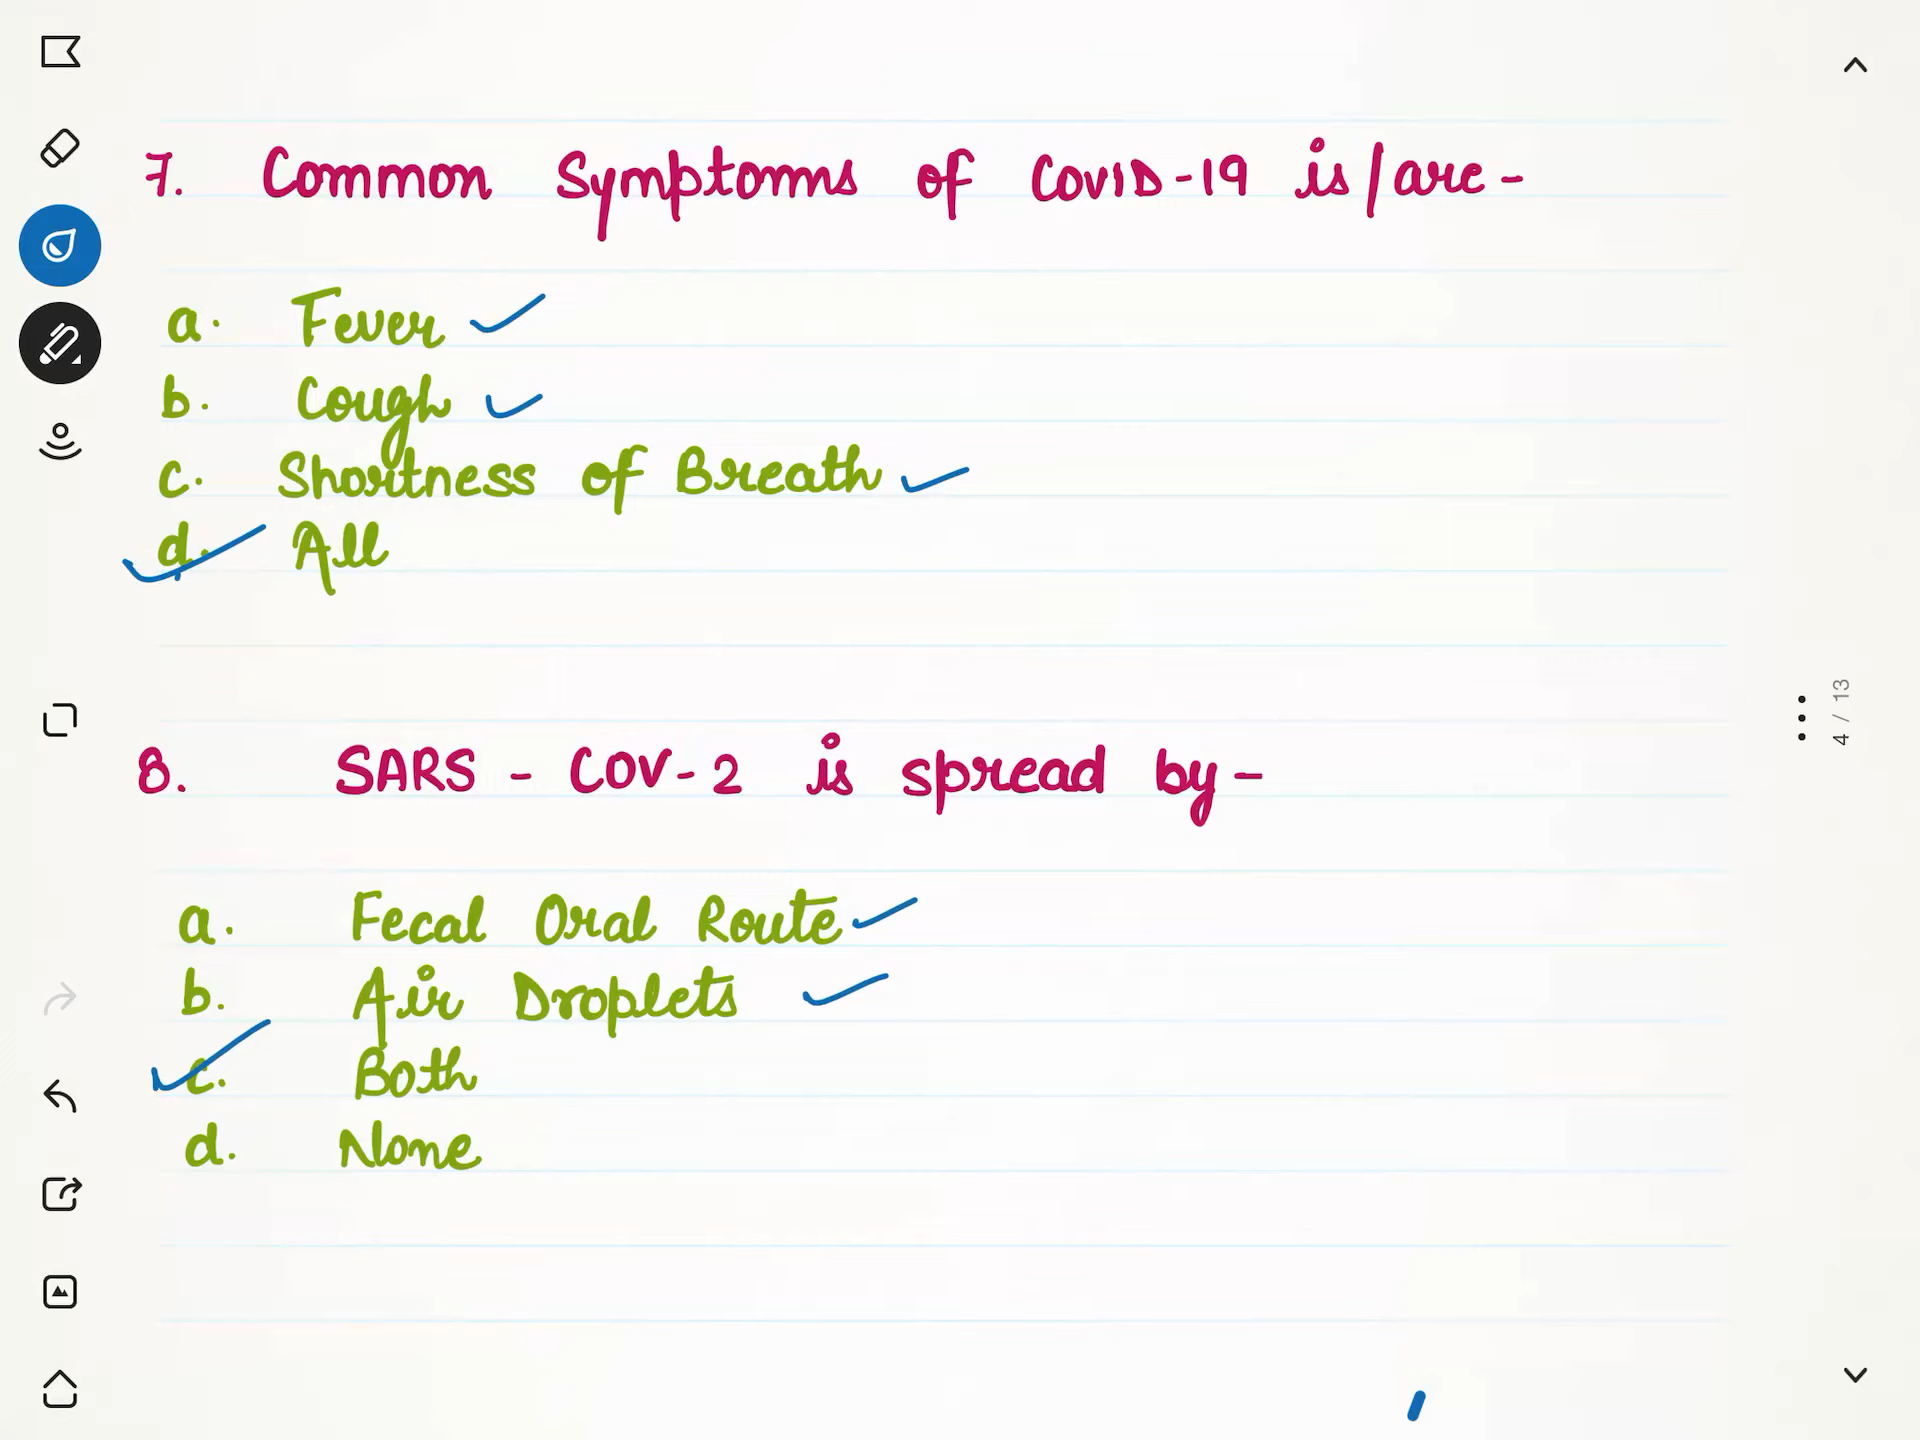 7. Common Symptoms of COVID-19 is/are-
a. Fever
b. Cough
c. Shortness of Breath
d. All
8. SARS - COV-2 is spread by-
a. Fecal Oral Route
b. Air Droplets
c. Both
d. None
4 / 13